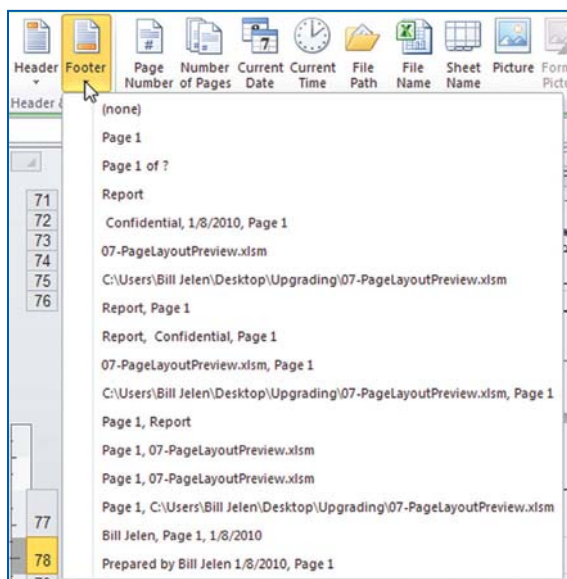 Header Footer Page Number Current Current File File Sheet Picture Form
Number of Pages Date Time Path Name Name Pict
Header &
(none)
Page 1
Page 1 of ?
71 Report
72 Confidential, 1/8/2010, Page 1
73
74 07-PageLayoutPreview.xlsm
75 C:\Users\Bill Jelen\Desktop\Upgrading\07-PageLayoutPreview.xlsm
76 Report, Page 1
Report, Confidential, Page 1
07-PageLayoutPreview.xlsm, Page 1
C:\Users\Bill Jelen\Desktop\Upgrading\07-PageLayoutPreview.xlsm, Page 1
Page 1, Report
Page 1, 07-PageLayoutPreview.xlsm
Page 1, 07-PageLayoutPreview.xlsm
Page 1, C:\Users\Bill Jelen\Desktop\Upgrading\07-PageLayoutPreview.xlsm
77 Bill Jelen, Page 1, 1/8/2010
78 Prepared by Bill Jelen 1/8/2010, Page 1